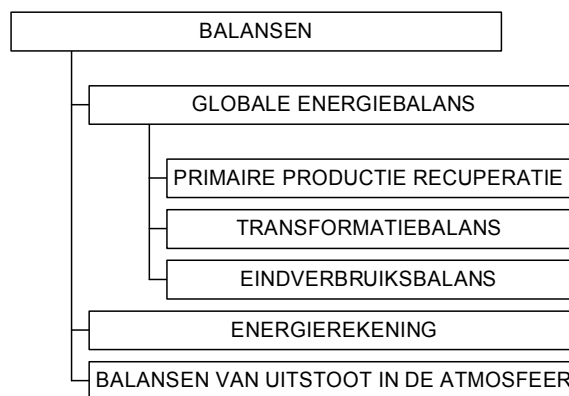 BALANSEN
GLOBALE ENERGIEBALANS
PRIMAIRE PRODUCTIE RECUPERATIE
TRANSFORMATIEBALANS
EINDVERBRUIKSBALANS
ENERGIEREKENING
BALANSEN VAN UITSTOOT IN DE ATMOSFEER